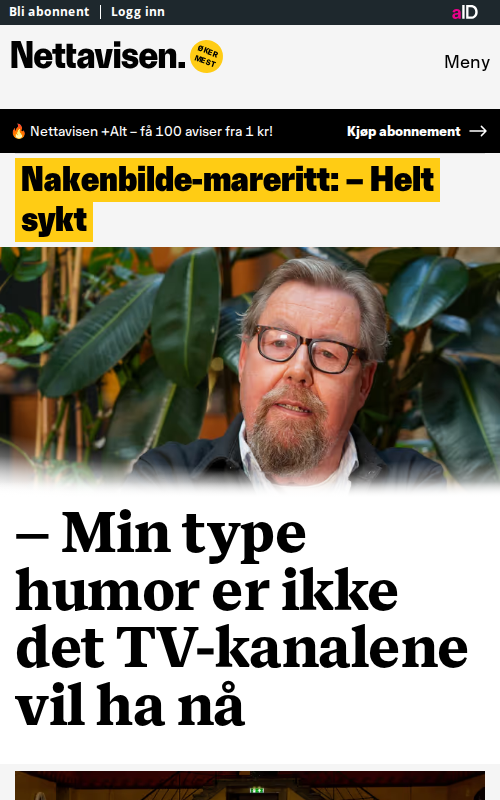 Bli abonnent | Logg inn
aID
Nettavisen.
ØKER
MEST
Meny
🔥 Nettavisen +Alt – få 100 aviser fra 1 kr!
Kjøp abonnement →
Nakenbilde-mareritt: – Helt
sykt
– Min type
humor er ikke
det TV-kanalene
vil ha nå